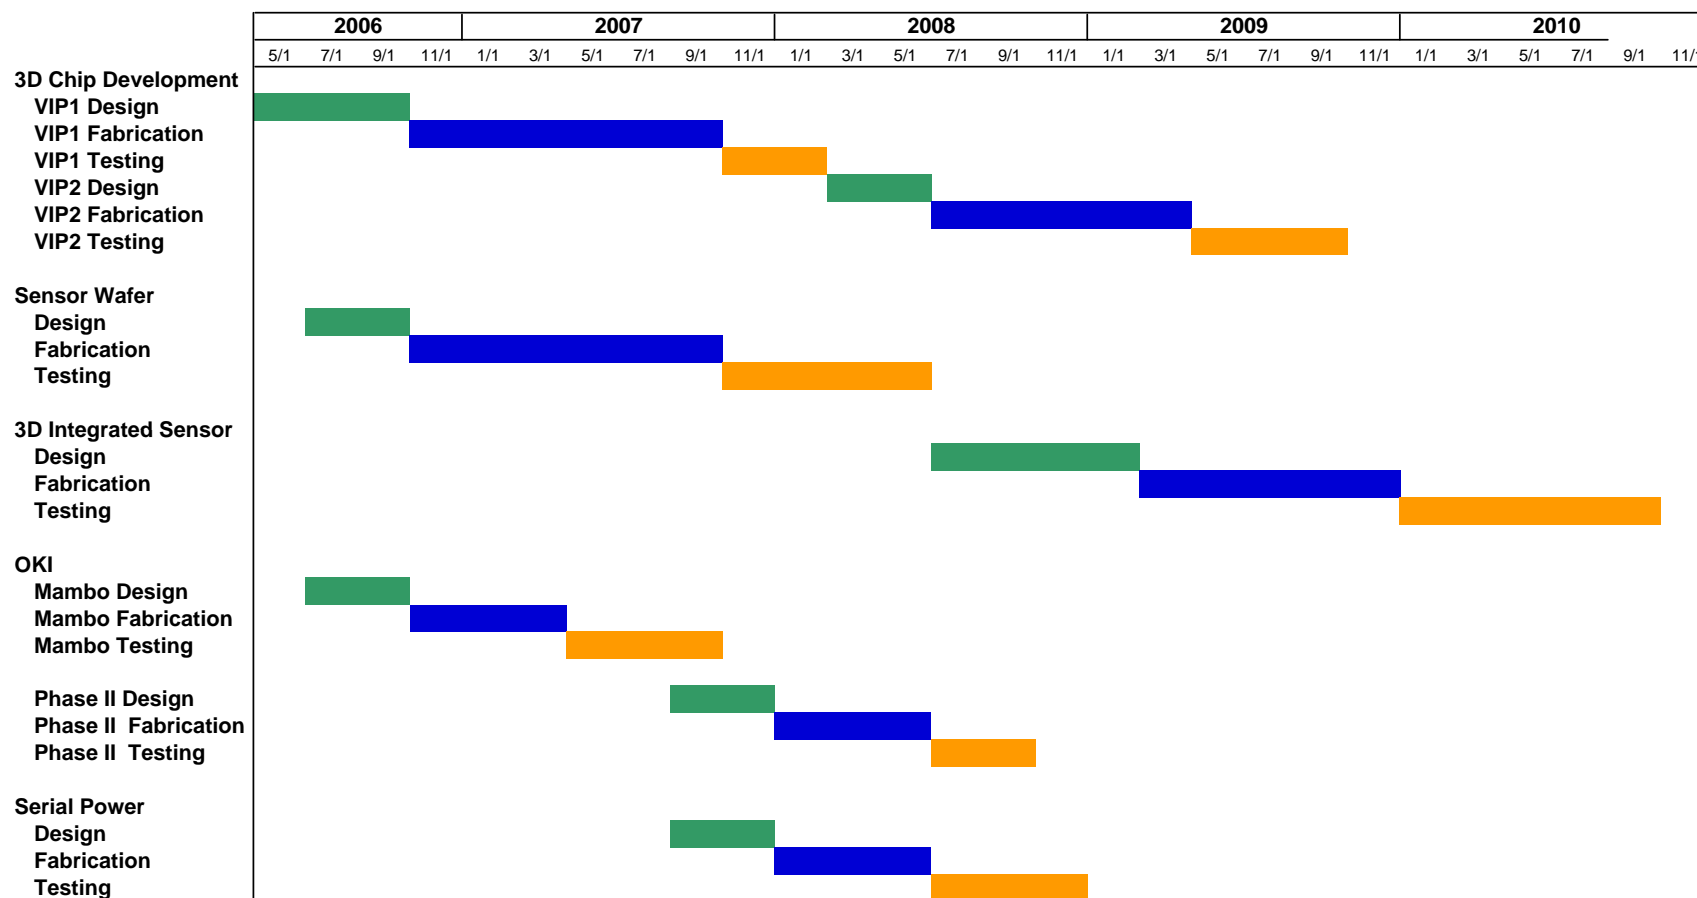 2006 2007 2008 2009 2010
5/1 7/1 9/1 11/1 1/1 3/1 5/1 7/1 9/1 11/1 1/1 3/1 5/1 7/1 9/1 11/1 1/1 3/1 5/1 7/1 9/1 11/1 1/1 3/1 5/1 7/1 9/1 11/1
3D Chip Development
VIP1 Design
VIP1 Fabrication
VIP1 Testing
VIP2 Design
VIP2 Fabrication
VIP2 Testing
Sensor Wafer
Design
Fabrication
Testing
3D Integrated Sensor
Design
Fabrication
Testing
OKI
Mambo Design
Mambo Fabrication
Mambo Testing
Phase II Design
Phase II Fabrication
Phase II Testing
Serial Power
Design
Fabrication
Testing